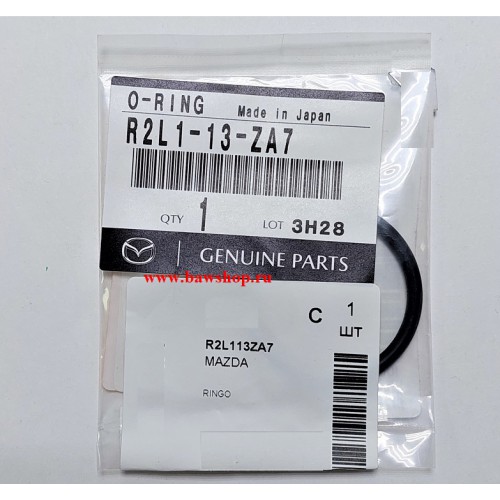 O-RING Made in Japan
R2L1-13-ZA7
QTY 1 LOT 3H28
GENUINE PARTS
www.bawshop.ru
C 1
ШТ
R2L113ZA7
MAZDA
RINGO